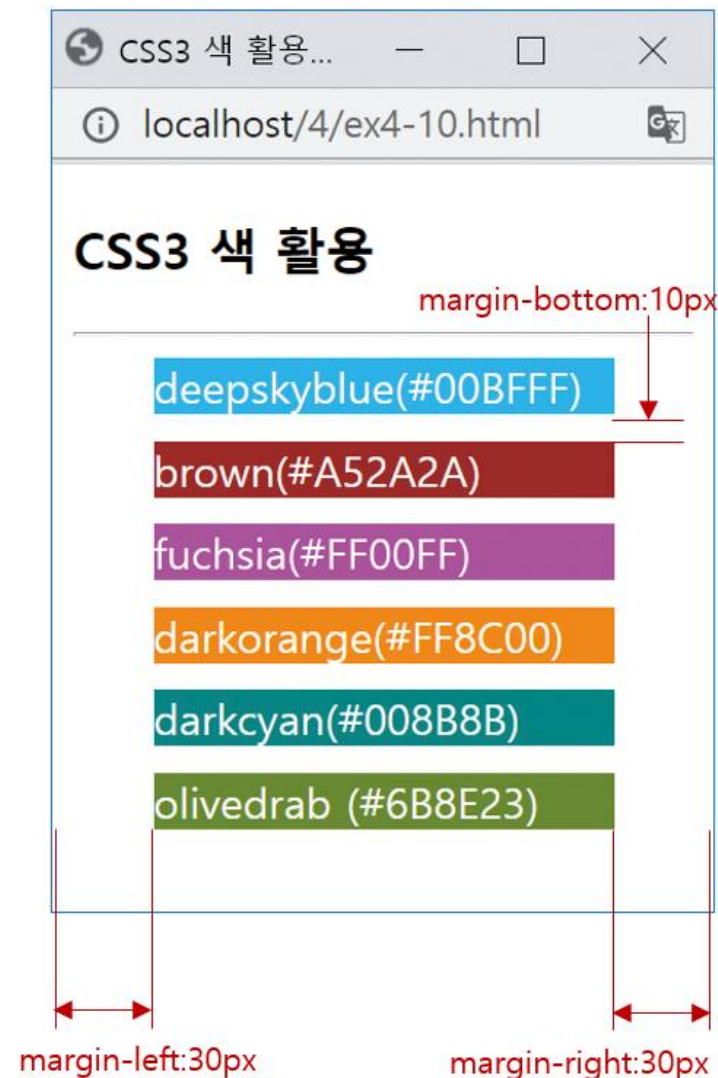 CSS3 색 활용...
localhost/4/ex4-10.html
CSS3 색 활용
margin-bottom:10px
deepskyblue(#00BFFF)
brown(#A52A2A)
fuchsia(#FF00FF)
darkorange(#FF8C00)
darkcyan(#008B8B)
olivedrab (#6B8E23)
margin-left:30px
margin-right:30px